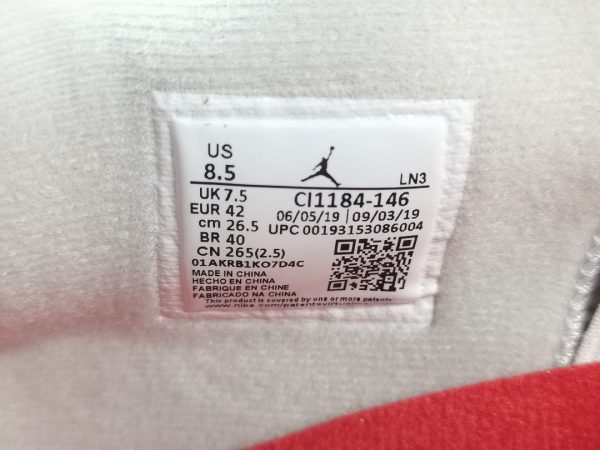 US
8.5
LN3
UK 7.5
CI1184-146
EUR 42
06/05/19 | 09/03/19
cm 26.5
UPC 00193153086004
BR 40
CN 265(2.5)
01AKRB1KO7D4C
MADE IN CHINA
HECHO EN CHINA
FABRIQUE EN CHINE
FABRICADO NA CHINA
This product is covered by one or more patents.